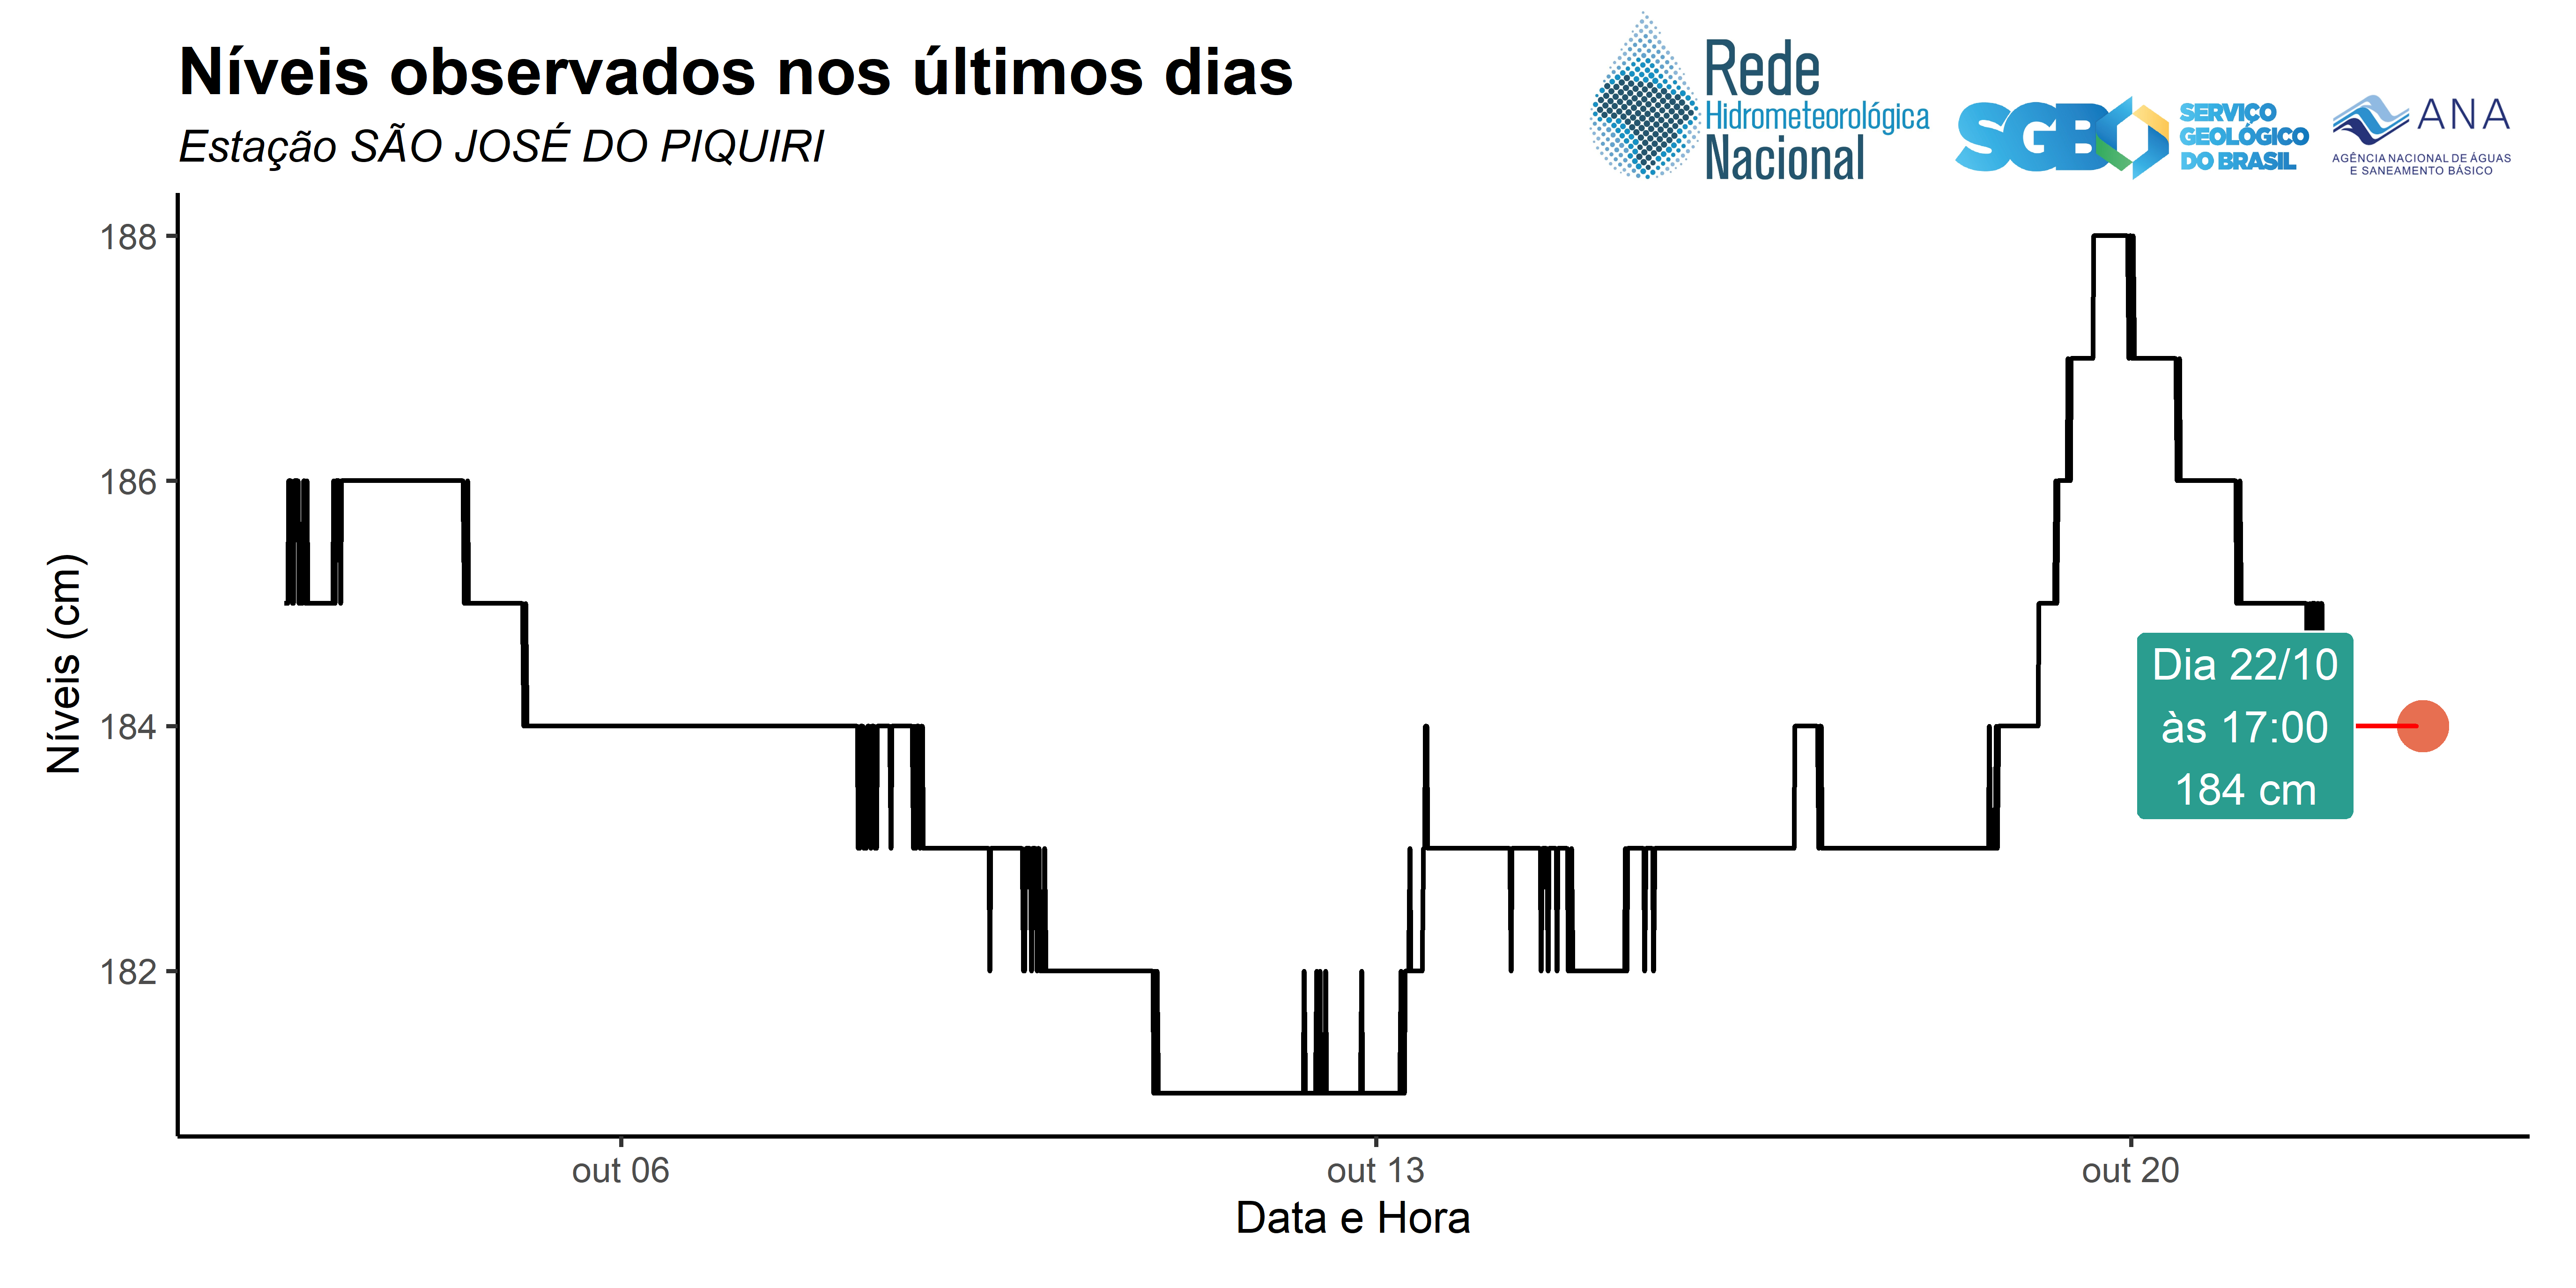 Níveis observados nos últimos dias
Estação SÃO JOSÉ DO PIQUIRI
Rede
Hidrometeorológica
Nacional
SGB
SERVIÇO
GEOLÓGICO
DO BRASIL
ANA
AGÊNCIA NACIONAL DE ÁGUAS
E SANEAMENTO BÁSICO
188
186
184
182
Níveis (cm)
Dia 22/10
às 17:00
184 cm
out 06
out 13
out 20
Data e Hora